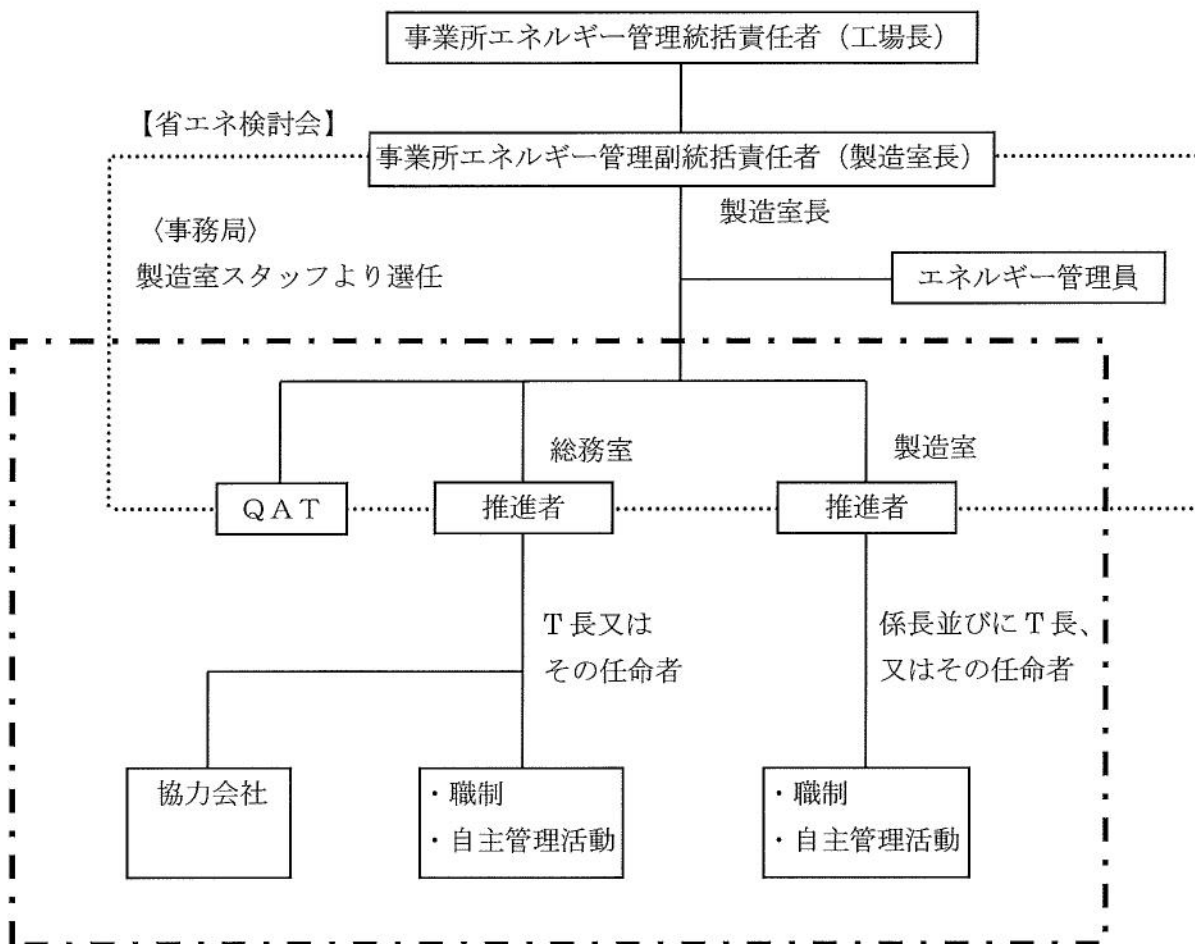 事業所エネルギー管理統括責任者（工場長）
【省エネ検討会】
事業所エネルギー管理副統括責任者（製造室長）
製造室長
〈事務局〉
製造室スタッフより選任
エネルギー管理員
総務室
製造室
ＱＡＴ
推進者
推進者
Ｔ長又は
その任命者
係長並びにＴ長、
又はその任命者
協力会社
・職制
・自主管理活動
・職制
・自主管理活動